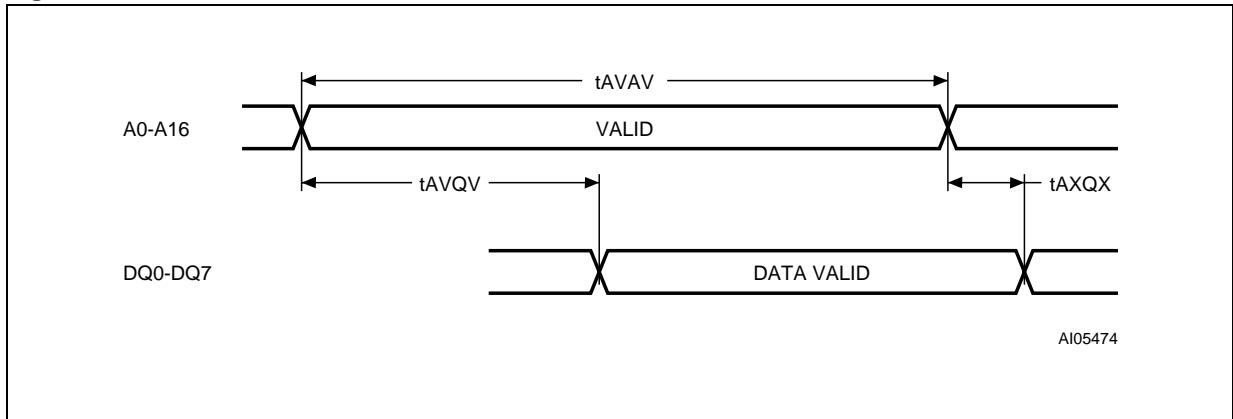 tAVAV
A0-A16
VALID
tAVQV
tAXQX
DQ0-DQ7
DATA VALID
AI05474